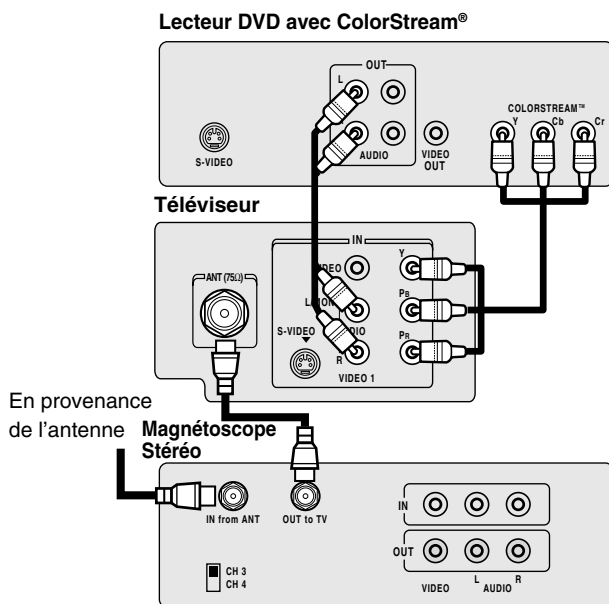 Lecteur DVD avec ColorStream®
OUT
L
COLORSTREAM™
Y Cb Cr
S-VIDEO
AUDIO
VIDEO
OUT
Téléviseur
IN
ANT (75Ω)
Y
PB
S-VIDEO
PR
R
VIDEO 1
En provenance
de l'antenne
Magnétoscope
Stéréo
IN from ANT
OUT to TV
IN
OUT
CH 3
CH 4
VIDEO
L
AUDIO
R